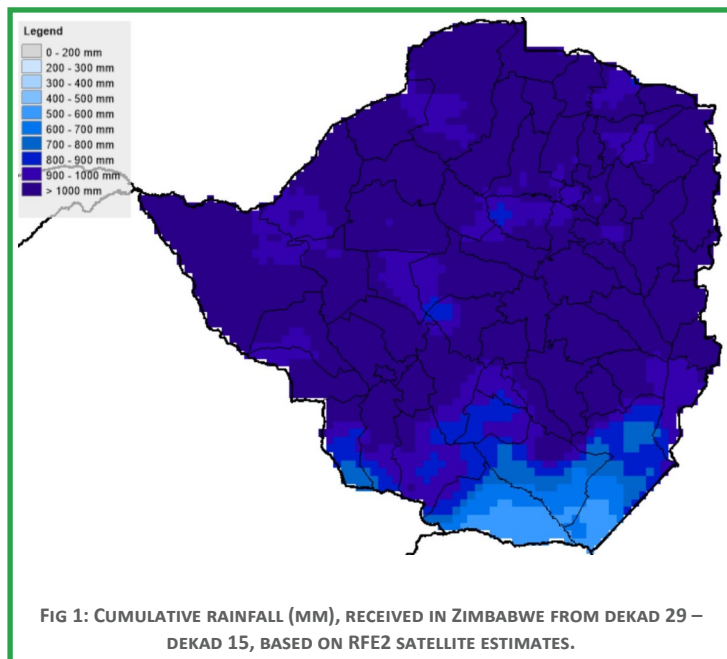 Legend
0 - 200 mm
200 - 300 mm
300 - 400 mm
400 - 500 mm
500 - 600 mm
600 - 700 mm
700 - 800 mm
800 - 900 mm
900 - 1000 mm
> 1000 mm
FIG 1: CUMULATIVE RAINFALL (MM), RECEIVED IN ZIMBABWE FROM DEKAD 29 –
DEKAD 15, BASED ON RFE2 SATELLITE ESTIMATES.